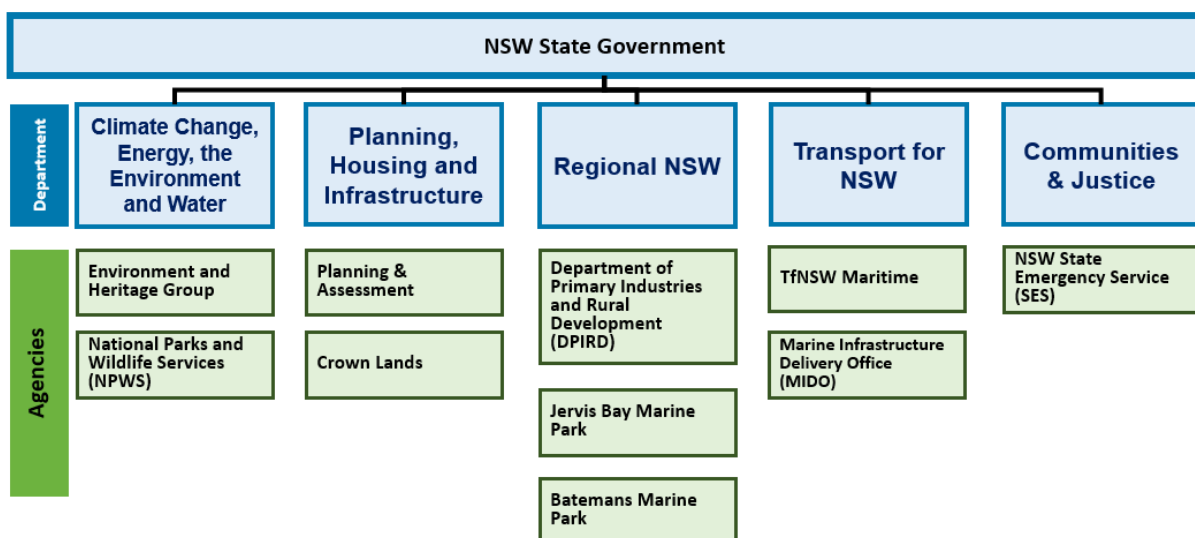 NSW State Government
Department
Climate Change,
Energy, the
Environment
and Water
Planning,
Housing and
Infrastructure
Regional NSW
Transport for
NSW
Communities
& Justice
Agencies
Environment and
Heritage Group
National Parks and
Wildlife Services
(NPWS)
Planning &
Assessment
Crown Lands
Department of
Primary Industries
and Rural
Development
(DPIRD)
Jervis Bay Marine
Park
Batemans Marine
Park
TfNSW Maritime
Marine Infrastructure
Delivery Office
(MIDO)
NSW State
Emergency Service
(SES)